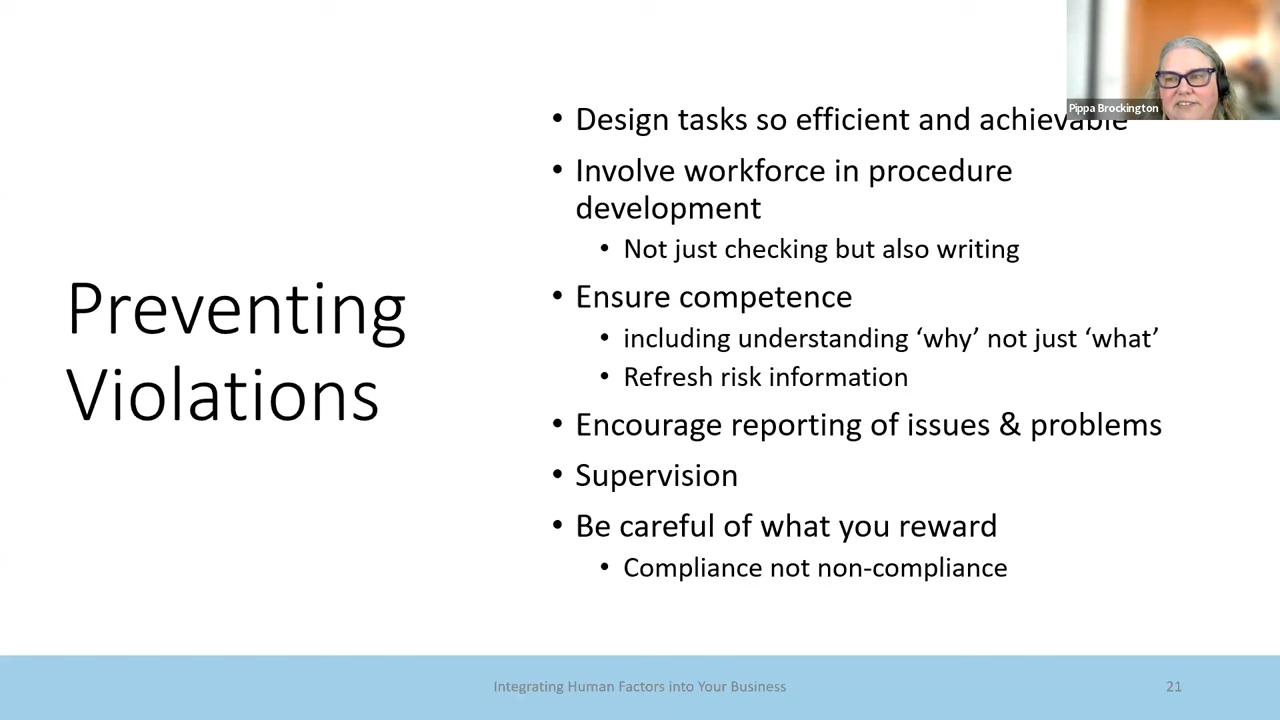 Pippa Brockington
• Design tasks so efficient and achievable
• Involve workforce in procedure
development
• Not just checking but also writing
Preventing
Violations
• Ensure competence
• including understanding ‘why’ not just ‘what’
• Refresh risk information
• Encourage reporting of issues & problems
• Supervision
• Be careful of what you reward
• Compliance not non-compliance
Integrating Human Factors into Your Business
21